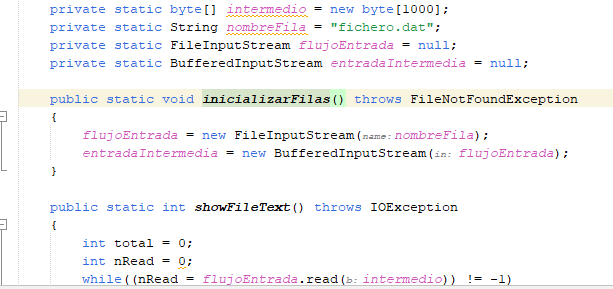 private static byte[] intermedio = new byte[1000];
private static String nombreFila = "fichero.dat";
private static FileInputStream flujoEntrada = null;
private static BufferedInputStream entradaIntermedia = null;
public static void inicializarFilas() throws FileNotFoundException
{
flujoEntrada = new FileInputStream(name: nombreFila);
entradaIntermedia = new BufferedInputStream(in: flujoEntrada);
}
public static int showFileText() throws IOException
{
int total = 0;
int nRead = 0;
while((nRead = flujoEntrada.read(b: intermedio)) != -1)